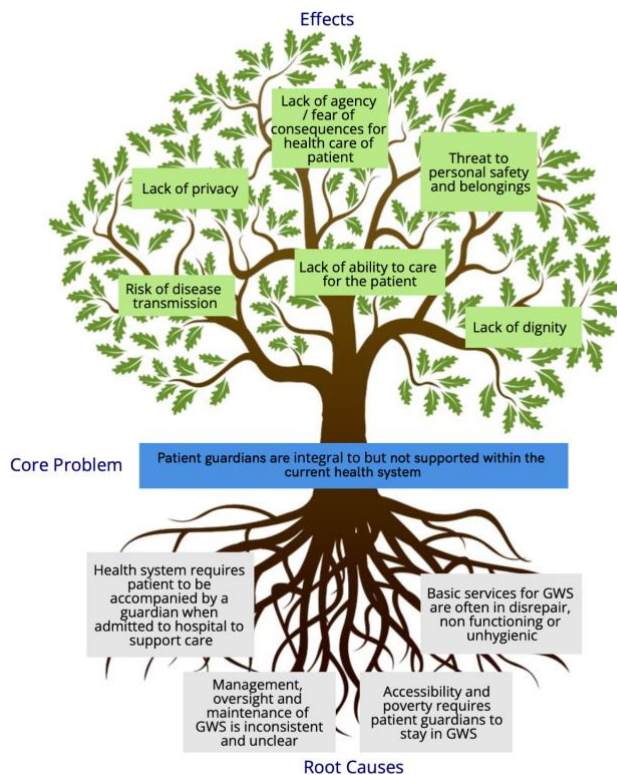 Effects
Lack of agency
/ fear of
consequences for
health care of
patient
Threat to
personal safety
and belongings
Lack of privacy
Lack of ability to care
for the patient
Risk of disease
transmission
Lack of dignity
Core Problem
Patient guardians are integral to but not supported within the
current health system
Health system requires
patient to be
accompanied by a
guardian when
admitted to hospital to
support care
Basic services for GWS
are often in disrepair,
non functioning or
unhygienic
Management,
oversight and
maintenance of
GWS is inconsistent
and unclear
Accessibility and
poverty requires
patient guardians to
stay in GWS
Root Causes